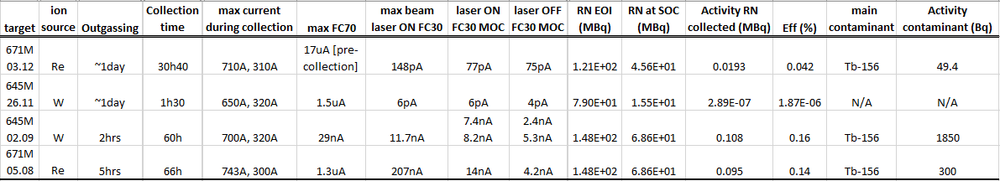 target | ion source | Outgassing | Collection time | max current during collection | max FC70 | max beam laser ON FC30 | laser ON FC30 MOC | laser OFF FC30 MOC | RN EOI (MBq) | RN at SOC (MBq) | Activity RN collected (MBq) | Eff (%) | main contaminant | Activity contaminant (Bq)
671M 03.12 | Re | ~1day | 30h40 | 710A, 310A | 17uA [pre-collection] | 148pA | 77pA | 75pA | 1.21E+02 | 4.56E+01 | 0.0193 | 0.042 | Tb-156 | 49.4
645M 26.11 | W | ~1day | 1h30 | 650A, 320A | 1.5uA | 6pA | 6pA | 4pA | 7.90E+01 | 1.55E+01 | 2.89E-07 | 1.87E-06 | N/A | N/A
645M 02.09 | W | 2hrs | 60h | 700A, 320A | 29nA | 11.7nA | 7.4nA 8.2nA | 2.4nA 5.3nA | 1.48E+02 | 6.86E+01 | 0.108 | 0.16 | Tb-156 | 1850
671M 05.08 | Re | 5hrs | 66h | 743A, 300A | 1.3uA | 207nA | 14nA | 4.2nA | 1.48E+02 | 6.86E+01 | 0.095 | 0.14 | Tb-156 | 300